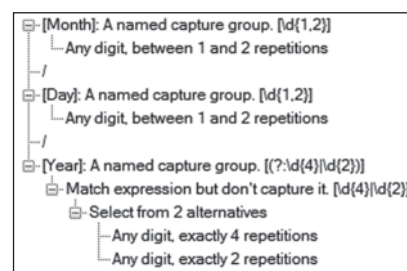 [Month]: A named capture group. [\d{1,2}]
Any digit, between 1 and 2 repetitions
/
[Day]: A named capture group. [\d{1,2}]
Any digit, between 1 and 2 repetitions
/
[Year]: A named capture group. [(?:\d{4}|\d{2})]
Match expression but don't capture it. [\d{4}|\d{2}]
Select from 2 alternatives
Any digit, exactly 4 repetitions
Any digit, exactly 2 repetitions